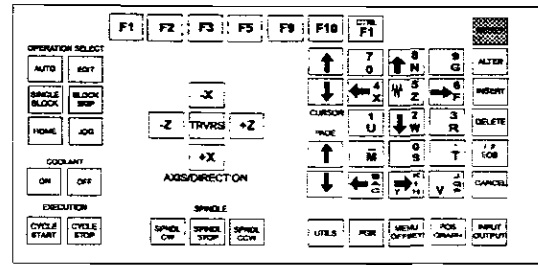 F1 F2 F3 F5 F9 F10 CTRL F1
OPERATION SELECT
AUTO EDIT
SINGLE BLOCK BLOCK SKIP
HOME JOG
COOLANT
ON OFF
EXECUTION
CYCLE START CYCLE STOP
-X
-Z TRVRS +Z
+X
AXIS/DIRECTION
SPINDLE
SPNDL CW SPNDL STOP SPNDL CCW
CURSOR
PAGE
7 O
8 N
9 G
ALTER
4 X
5 Z
6 F
INSERT
1 U
2 W
3 R
DELETE
- M
0 S
. T
/ # EOB
CANCEL
UTILS PGR MENU OFFSET POS GRAPH INPUT OUTPUT